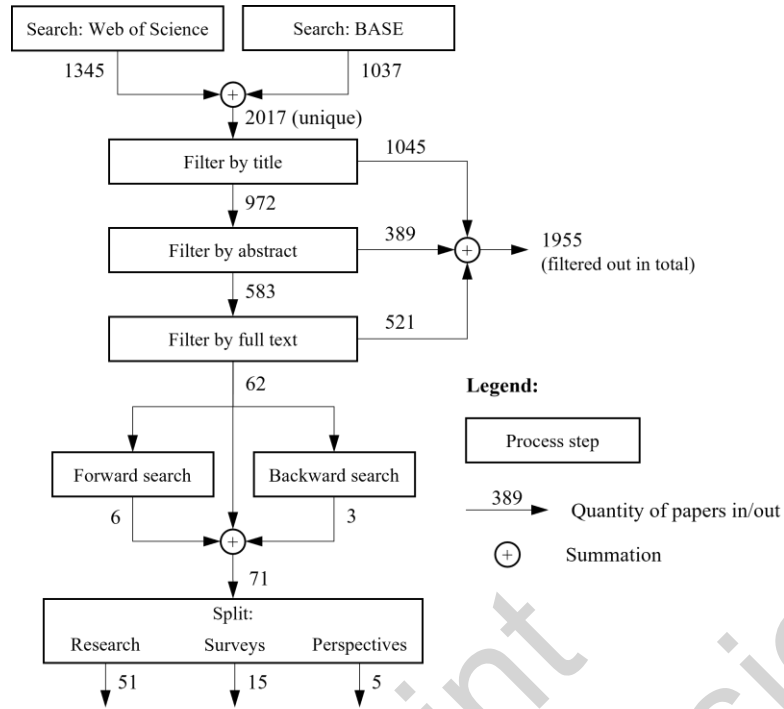 Search: Web of Science
Search: BASE
1345
1037
+
2017 (unique)
Filter by title
1045
972
Filter by abstract
389
+
1955
(filtered out in total)
583
Filter by full text
521
62
Legend:
Process step
Forward search
Backward search
389
Quantity of papers in/out
6
3
+
+
Summation
71
Split:
Research
Surveys
Perspectives
51
15
5